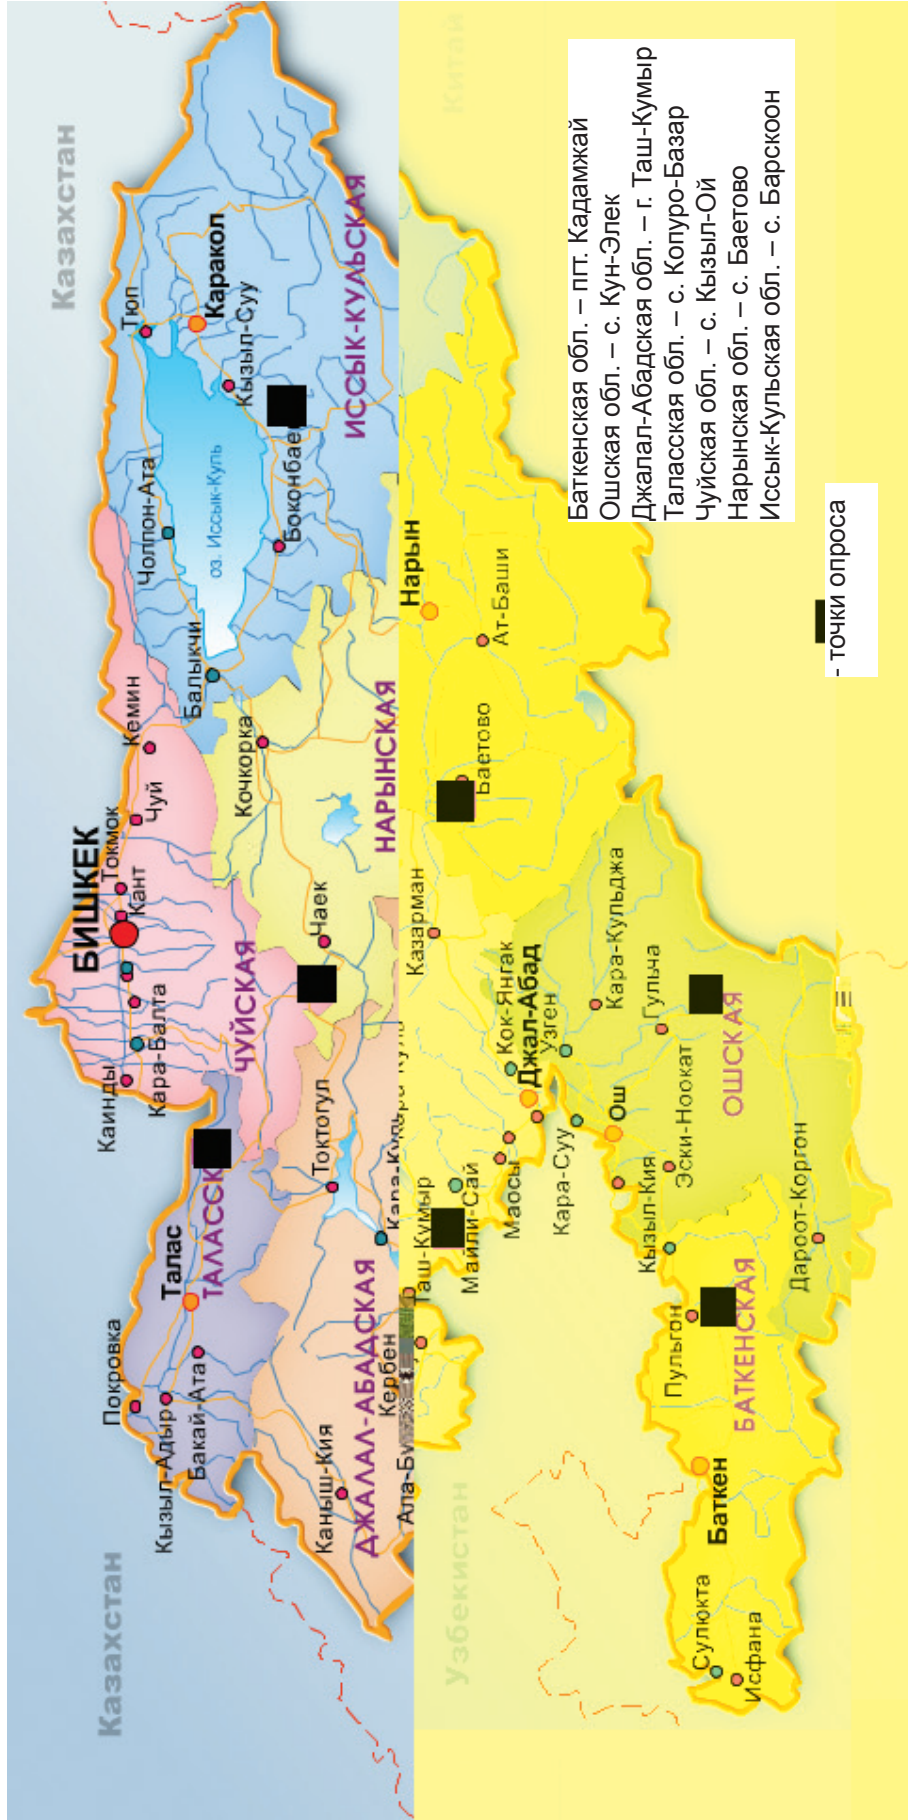 Казахстан
Казахстан
Китай
Узбекистан
БИШКЕК
Токмок
Кант
Чуй
Кемин
Каинды
Кара-Балта
ЧУЙСКАЯ
Покровка
Кызыл-Адыр
Бакай-Ата
Талас
ТАЛАССК
Тюп
Каракол
Кызыл-Суу
Чолпон-Ата
оз. Иссык-Куль
Боконбае
Балыкчи
ИССЫК-КУЛЬСКАЯ
Кочкорка
Чаек
НАРЫНСКАЯ
Нарын
Ат-Баши
Баетово
Казарман
Токтогул
Каныш-Кия
ДЖАЛАЛ-АБАДСКАЯ
Кербен
Таш-Кумыр
Маили-Сай
Маосы
Кок-Янгак
Джал-Абад
Узген
Кара-Суу
Ош
Кара-Кульджа
Гульча
Эски-Ноокат
ОШСКАЯ
Кызыл-Кия
Пульгон
БАТКЕНСКАЯ
Дароот-Коргон
Баткен
Сулюкта
Исфана
Баткенская обл. – пгт. Кадамжай
Ошская обл. – с. Кун-Элек
Джалал-Абадская обл. – г. Таш-Кумыр
Таласская обл. – с. Копуро-Базар
Чуйская обл. – с. Кызыл-Ой
Нарынская обл. – с. Баетово
Иссык-Кульская обл. – с. Барскоон
- точки опроса